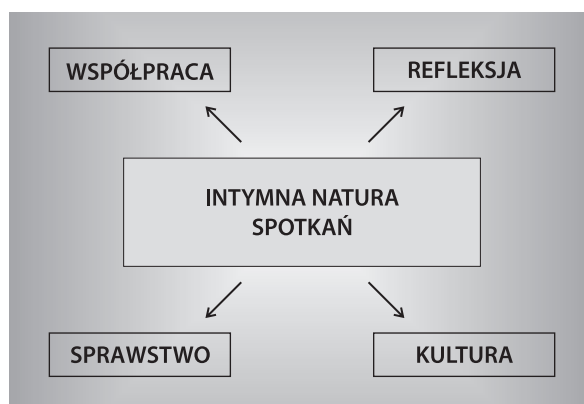 WSPÓŁPRACA
REFLEKSJA
INTYMNA NATURA
SPOTKAŃ
SPRAWSTWO
KULTURA